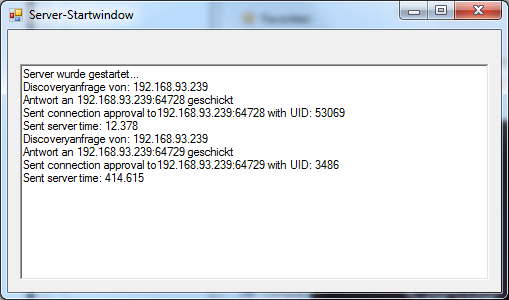 Server-Startwindow
Server wurde gestartet...
Discoveryanfrage von: 192.168.93.239
Antwort an 192.168.93.239:64728 geschickt
Sent connection approval to192.168.93.239:64728 with UID: 53069
Sent server time: 12.378
Discoveryanfrage von: 192.168.93.239
Antwort an 192.168.93.239:64729 geschickt
Sent connection approval to192.168.93.239:64729 with UID: 3486
Sent server time: 414.615